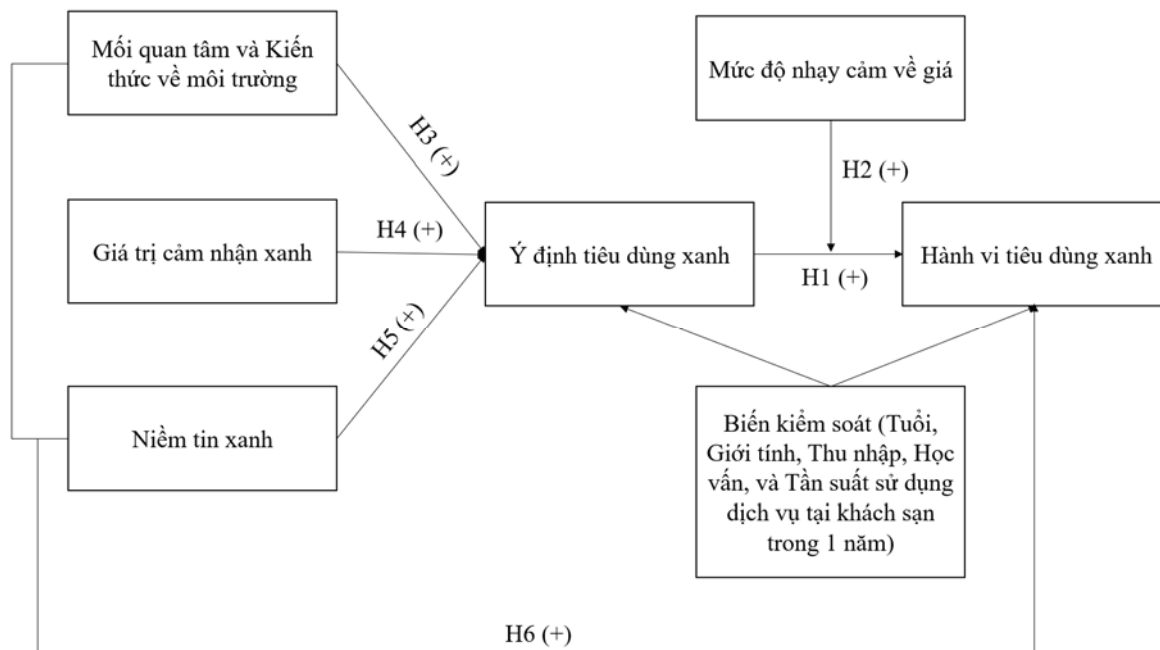 Mối quan tâm và Kiến
thức về môi trường
Mức độ nhạy cảm về giá
H3 (+)
H2 (+)
Giá trị cảm nhận xanh
H4 (+)
Ý định tiêu dùng xanh
H1 (+)
Hành vi tiêu dùng xanh
H5 (+)
Niềm tin xanh
Biến kiểm soát (Tuổi,
Giới tính, Thu nhập, Học
vấn, và Tần suất sử dụng
dịch vụ tại khách sạn
trong 1 năm)
H6 (+)